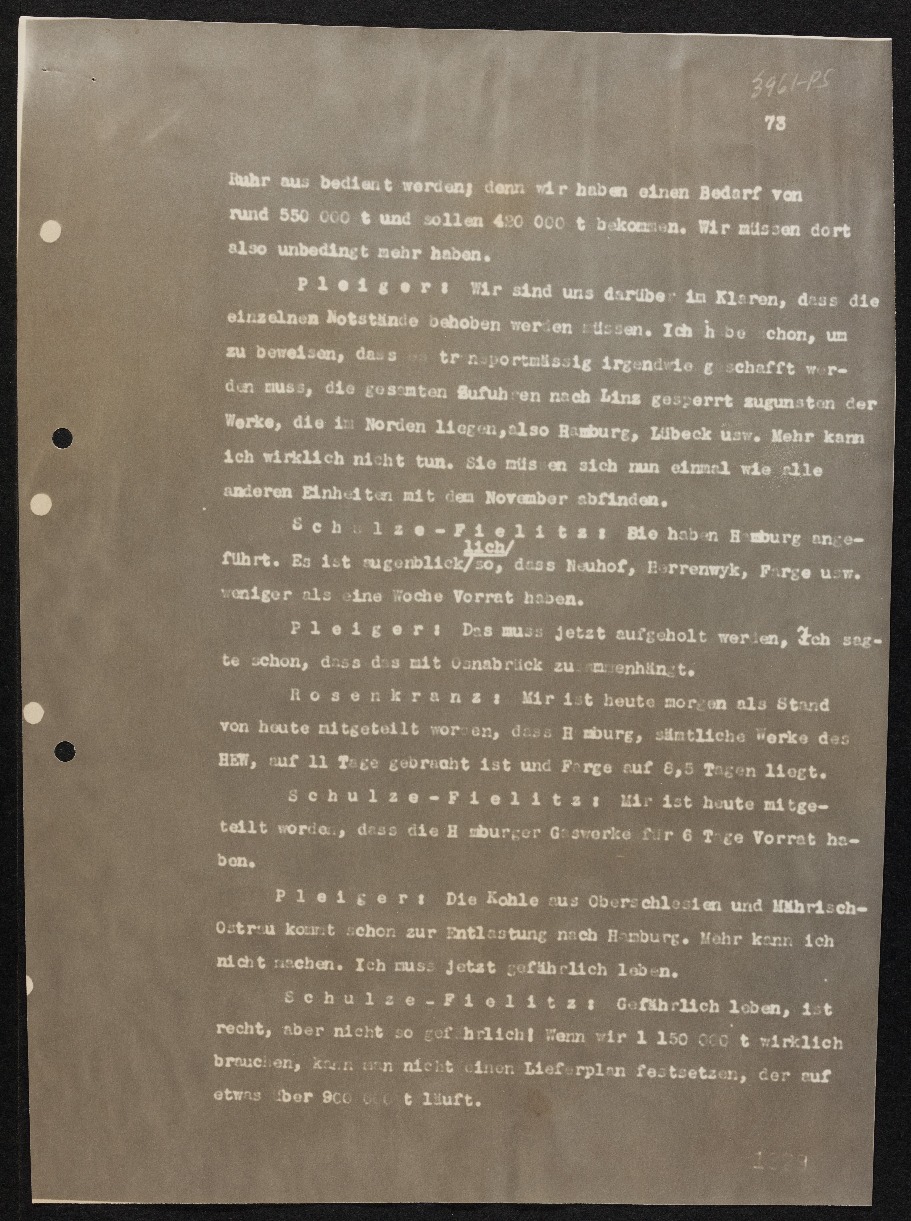 3961-PS
73
Ruhr aus bedient werden; denn wir haben einen Bedarf von
rund 550 000 t und sollen 420 000 t bekommen. Wir müssen dort
also unbedingt mehr haben.
P l e i g e r : Wir sind uns darüber im Klaren, dass die
einzelnen Notstände behoben werden müssen. Ich habe schon, um
zu beweisen, dass es transportmässig irgendwie geschafft wer-
den muss, die gesamten Zufuhren nach Linz gesperrt zugunsten der
Werke, die im Norden liegen,also Hamburg, Lübeck usw. Mehr kann
ich wirklich nicht tun. Sie müssen sich nun einmal wie alle
anderen Einheiten mit dem November abfinden.
S c h u l z e - F i e l i t z : Sie haben Hamburg ange-
lich/
führt. Es ist augenblick/so, dass Neuhof, Herrenwyk, Farge usw.
weniger als eine Woche Vorrat haben.
P l e i g e r : Das muss jetzt aufgeholt werden, Ich sag-
te schon, dass das mit Osnabrück zusammenhängt.
R o s e n k r a n z : Mir ist heute morgen als Stand
von heute mitgeteilt worden, dass Hamburg, sämtliche Werke des
HEW, auf 11 Tage gebracht ist und Farge auf 8,5 Tagen liegt.
S c h u l z e - F i e l i t z : Mir ist heute mitge-
teilt worden, dass die Hamburger Gaswerke für 6 Tage Vorrat ha-
ben.
P l e i g e r : Die Kohle aus Oberschlesien und Mährisch-
Ostrau kommt schon zur Entlastung nach Hamburg. Mehr kann ich
nicht machen. Ich muss jetzt gefährlich leben.
S c h u l z e - F i e l i t z : Gefährlich leben, ist
recht, aber nicht so gefährlich! Wenn wir 1 150 000 t wirklich
brauchen, kann man nicht einen Lieferplan festsetzen, der auf
etwas über 900 000 t läuft.